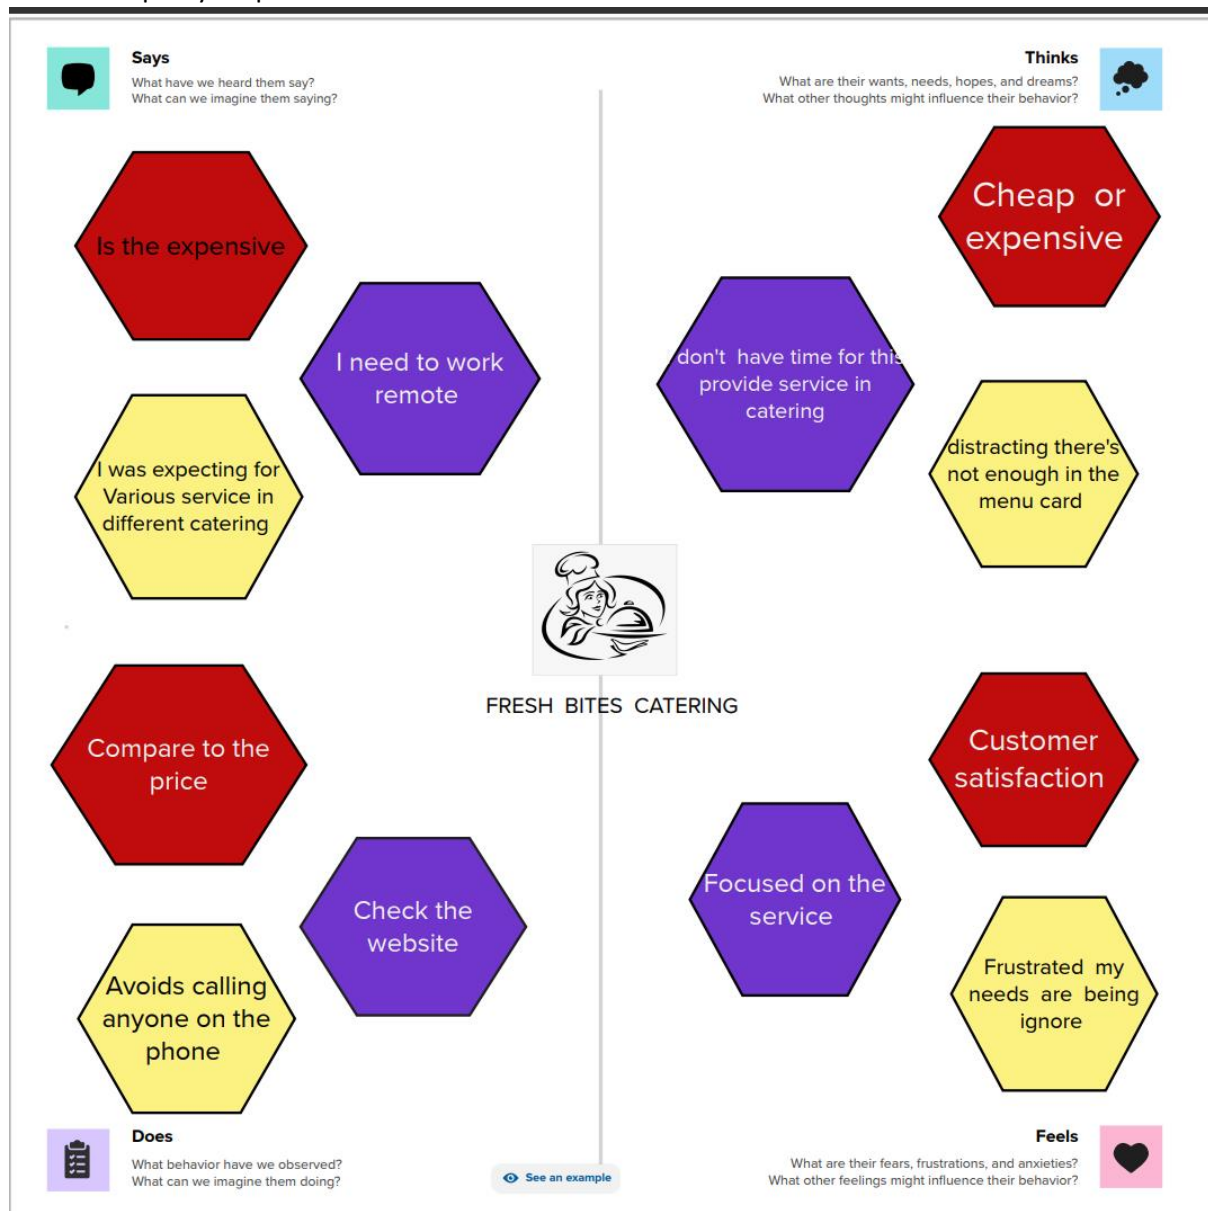 Says
What have we heard them say?
What can we imagine them saying?
Thinks
What are their wants, needs, hopes, and dreams?
What other thoughts might influence their behavior?
Is the expensive
I need to work
remote
I was expecting for
Various service in
different catering
Cheap or
expensive
don't have time for this
provide service in
catering
distracting there's
not enough in the
menu card
FRESH BITES CATERING
Compare to the
price
Check the
website
Avoids calling
anyone on the
phone
Customer
satisfaction
Focused on the
service
Frustrated my
needs are being
ignore
Does
What behavior have we observed?
What can we imagine them doing?
See an example
Feels
What are their fears, frustrations, and anxieties?
What other feelings might influence their behavior?